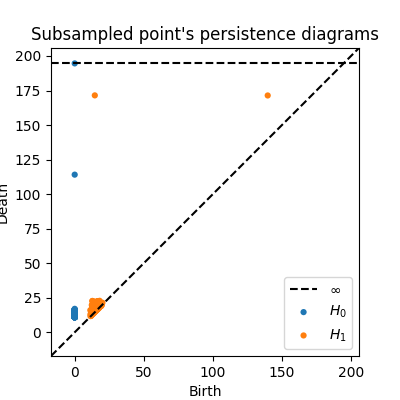 Subsampled point's persistence diagrams
200
175
150
125
100
75
50
25
0
Death
∞
H₀
H₁
0 50 100 150 200
Birth